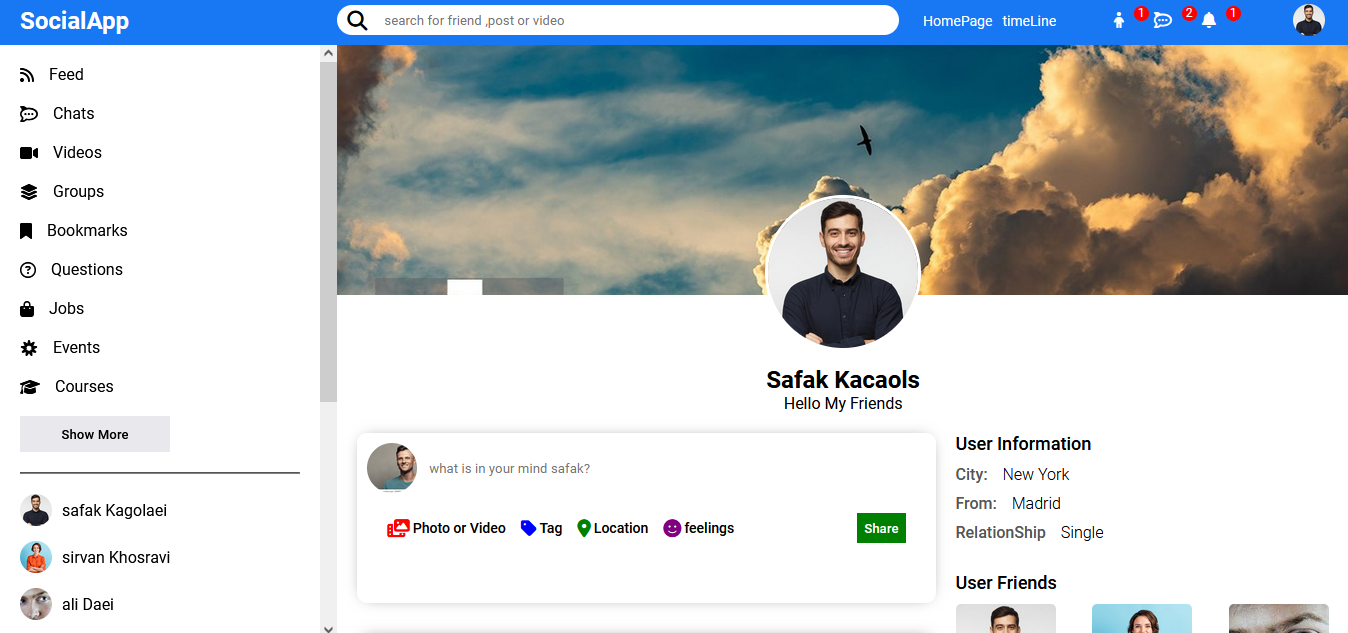 SocialApp
search for friend ,post or video
HomePage timeLine
1
2
1
Feed
Chats
Videos
Groups
Bookmarks
Questions
Jobs
Events
Courses
Show More
safak Kagolaei
sirvan Khosravi
ali Daei
Safak Kacaols
Hello My Friends
what is in your mind safak?
Photo or Video Tag Location feelings Share
User Information
City: New York
From: Madrid
RelationShip Single
User Friends